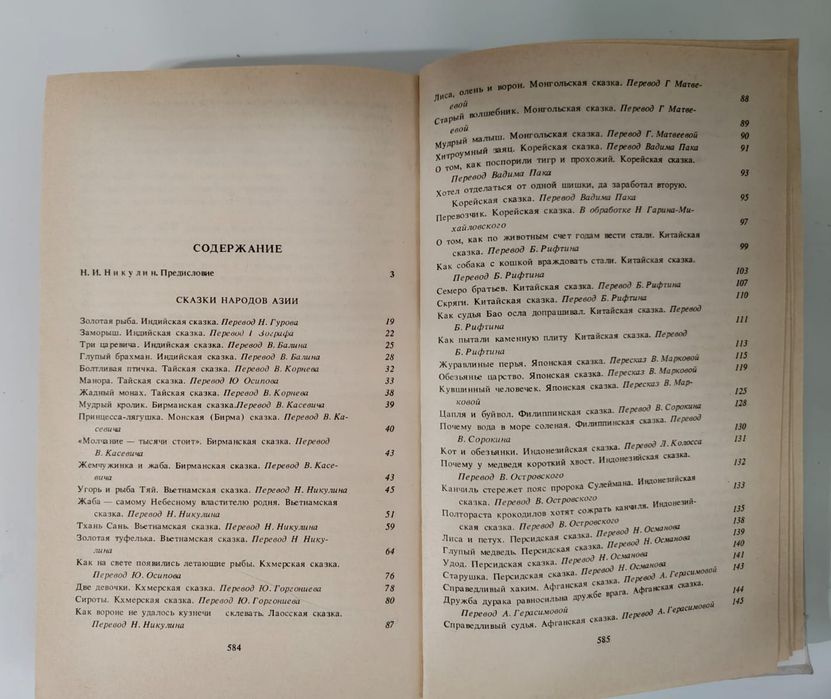 СОДЕРЖАНИЕ
Н. И. Никулин. Предисловие 3
СКАЗКИ НАРОДОВ АЗИИ
Золотая рыба. Индийская сказка. Перевод Н. Гурова 19
Заморыш. Индийская сказка. Перевод Г Зографа 22
Три царевича. Индийская сказка. Перевод В. Балина 25
Глупый брахман. Индийская сказка. Перевод В. Балина 28
Болтливая птичка. Тайская сказка. Перевод В. Корнева 32
Манора. Тайская сказка. Перевод Ю Осипова 33
Жадный монах. Тайская сказка. Перевод В. Корнева 38
Мудрый кролик. Бирманская сказка.Перевод В. Касевича 39
Принцесса-лягушка. Монская (Бирма) сказка. Перевод В. Ка-
севича 40
«Молчание — тысячи стоит». Бирманская сказка. Перевод
В. Касевича 43
Жемчужинка и жаба. Бирманская сказка. Перевод В. Касе-
вича 43
Угорь и рыба Тяй. Вьетнамская сказка. Перевод Н. Никулина 45
Жаба — самому Небесному властителю родня. Вьетнамская
сказка. Перевод Н. Никулина 51
Тхань Сань. Вьетнамская сказка. Перевод Н. Никулина 59
Золотая туфелька. Вьетнамская сказка. Перевод Н Нику-
лина 64
Как на свете появились летающие рыбы. Кхмерская сказка.
Перевод Ю. Осипова 76
Две девочки. Кхмерская сказка. Перевод Ю. Горгониева 78
Сироты. Кхмерская сказка. Перевод Ю. Горгониева 80
Как вороне не удалось кузнечи склевать. Лаосская сказка.
Перевод Н. Никулина 87
584
Лиса, олень и ворон. Монгольская сказка. Перевод Г Матве-
евой 88
Старый волшебник. Монгольская сказка. Перевод Г. Матве-
евой 89
Мудрый малыш. Монгольская сказка. Перевод Г. Матвеевой 90
Хитроумный заяц. Корейская сказка. Перевод Вадима Пака 91
О том, как поспорили тигр и прохожий. Корейская сказка.
Перевод Вадима Пака 93
Хотел отделаться от одной шишки, да заработал вторую.
Корейская сказка. Перевод Вадима Пака 95
Перевозчик. Корейская сказка. В обработке Н Гарина-Ми-
хайловского 97
О том, как по животным счет годам вести стали. Китайская
сказка. Перевод Б. Рифтина 99
Как собака с кошкой враждовать стали. Китайская сказка.
Перевод Б. Рифтина 103
Семеро братьев. Китайская сказка. Перевод Б. Рифтина 107
Скряги. Китайская сказка. Перевод Б. Рифтина 110
Как судья Бао осла допрашивал. Китайская сказка. Перевод
Б. Рифтина 111
Как пытали каменную плиту Китайская сказка. Перевод
Б. Рифтина 113
Журавлиные перья. Японская сказка. Пересказ В. Марковой 115
Обезьянье царство. Японская сказка. Пересказ В. Марковой 119
Кувшинный человечек. Японская сказка. Пересказ В. Мар-
ковой 125
Цапля и буйвол. Филиппинская сказка. Перевод В. Сорокина 128
Почему вода в море соленая. Филиппинская сказка. Перевод
В. Сорокина 130
Кот и обезьянки. Индонезийская сказка. Перевод Л. Колосса 131
Почему у медведя короткий хвост. Индонезийская сказка.
Перевод В. Островского 132
Канчиль стережет пояс пророка Сулеймана. Индонезийская
сказка. Перевод В. Островского 133
Полтораста крокодилов хотят сожрать канчиля. Индонезий-
ская сказка. Перевод В. Островского 135
Лиса и петух. Персидская сказка. Перевод Н. Османова 138
Глупый медведь. Персидская сказка. Перевод Н. Османова 139
Удод. Персидская сказка. Перевод Н. Османова 140
Старушка. Персидская сказка. Перевод Н. Османова 141
Справедливый хаким. Афганская сказка. Перевод А. Герасимовой 143
Дружба дурака равносильна дружбе врага. Афганская сказка.
Перевод А. Герасимовой 144
Справедливый судья. Афганская сказка. Перевод А. Герасимовой 145
585